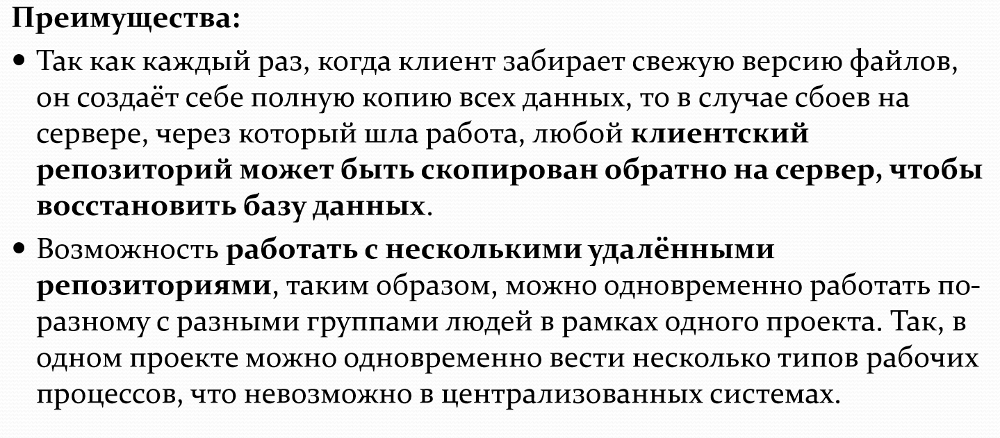 Преимущества:
• Так как каждый раз, когда клиент забирает свежую версию файлов,
он создаёт себе полную копию всех данных, то в случае сбоев на
сервере, через который шла работа, любой клиентский
репозиторий может быть скопирован обратно на сервер, чтобы
восстановить базу данных.
• Возможность работать с несколькими удалёнными
репозиториями, таким образом, можно одновременно работать по-
разному с разными группами людей в рамках одного проекта. Так, в
одном проекте можно одновременно вести несколько типов рабочих
процессов, что невозможно в централизованных системах.